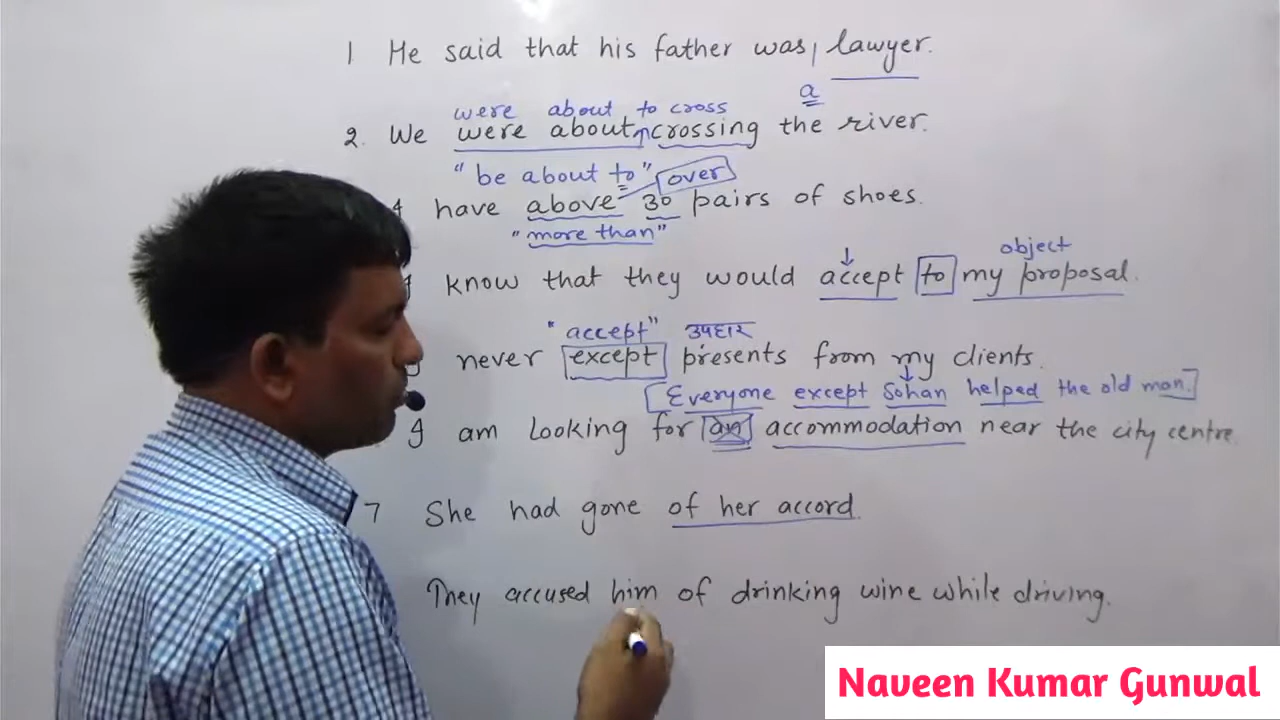 1 He said that his father was, lawyer.
a
were about to cross
2. We were about crossing the river.
"be about to" over
have above 30 pairs of shoes.
"more than"
object
I know that they would accept to my proposal.
"accept" उपहार
I never except presents from my clients.
[Everyone except Sohan helped the old man.]
I am looking for an accommodation near the city centre.
7 She had gone of her accord.
They accused him of drinking wine while driving.
Naveen Kumar Gunwal